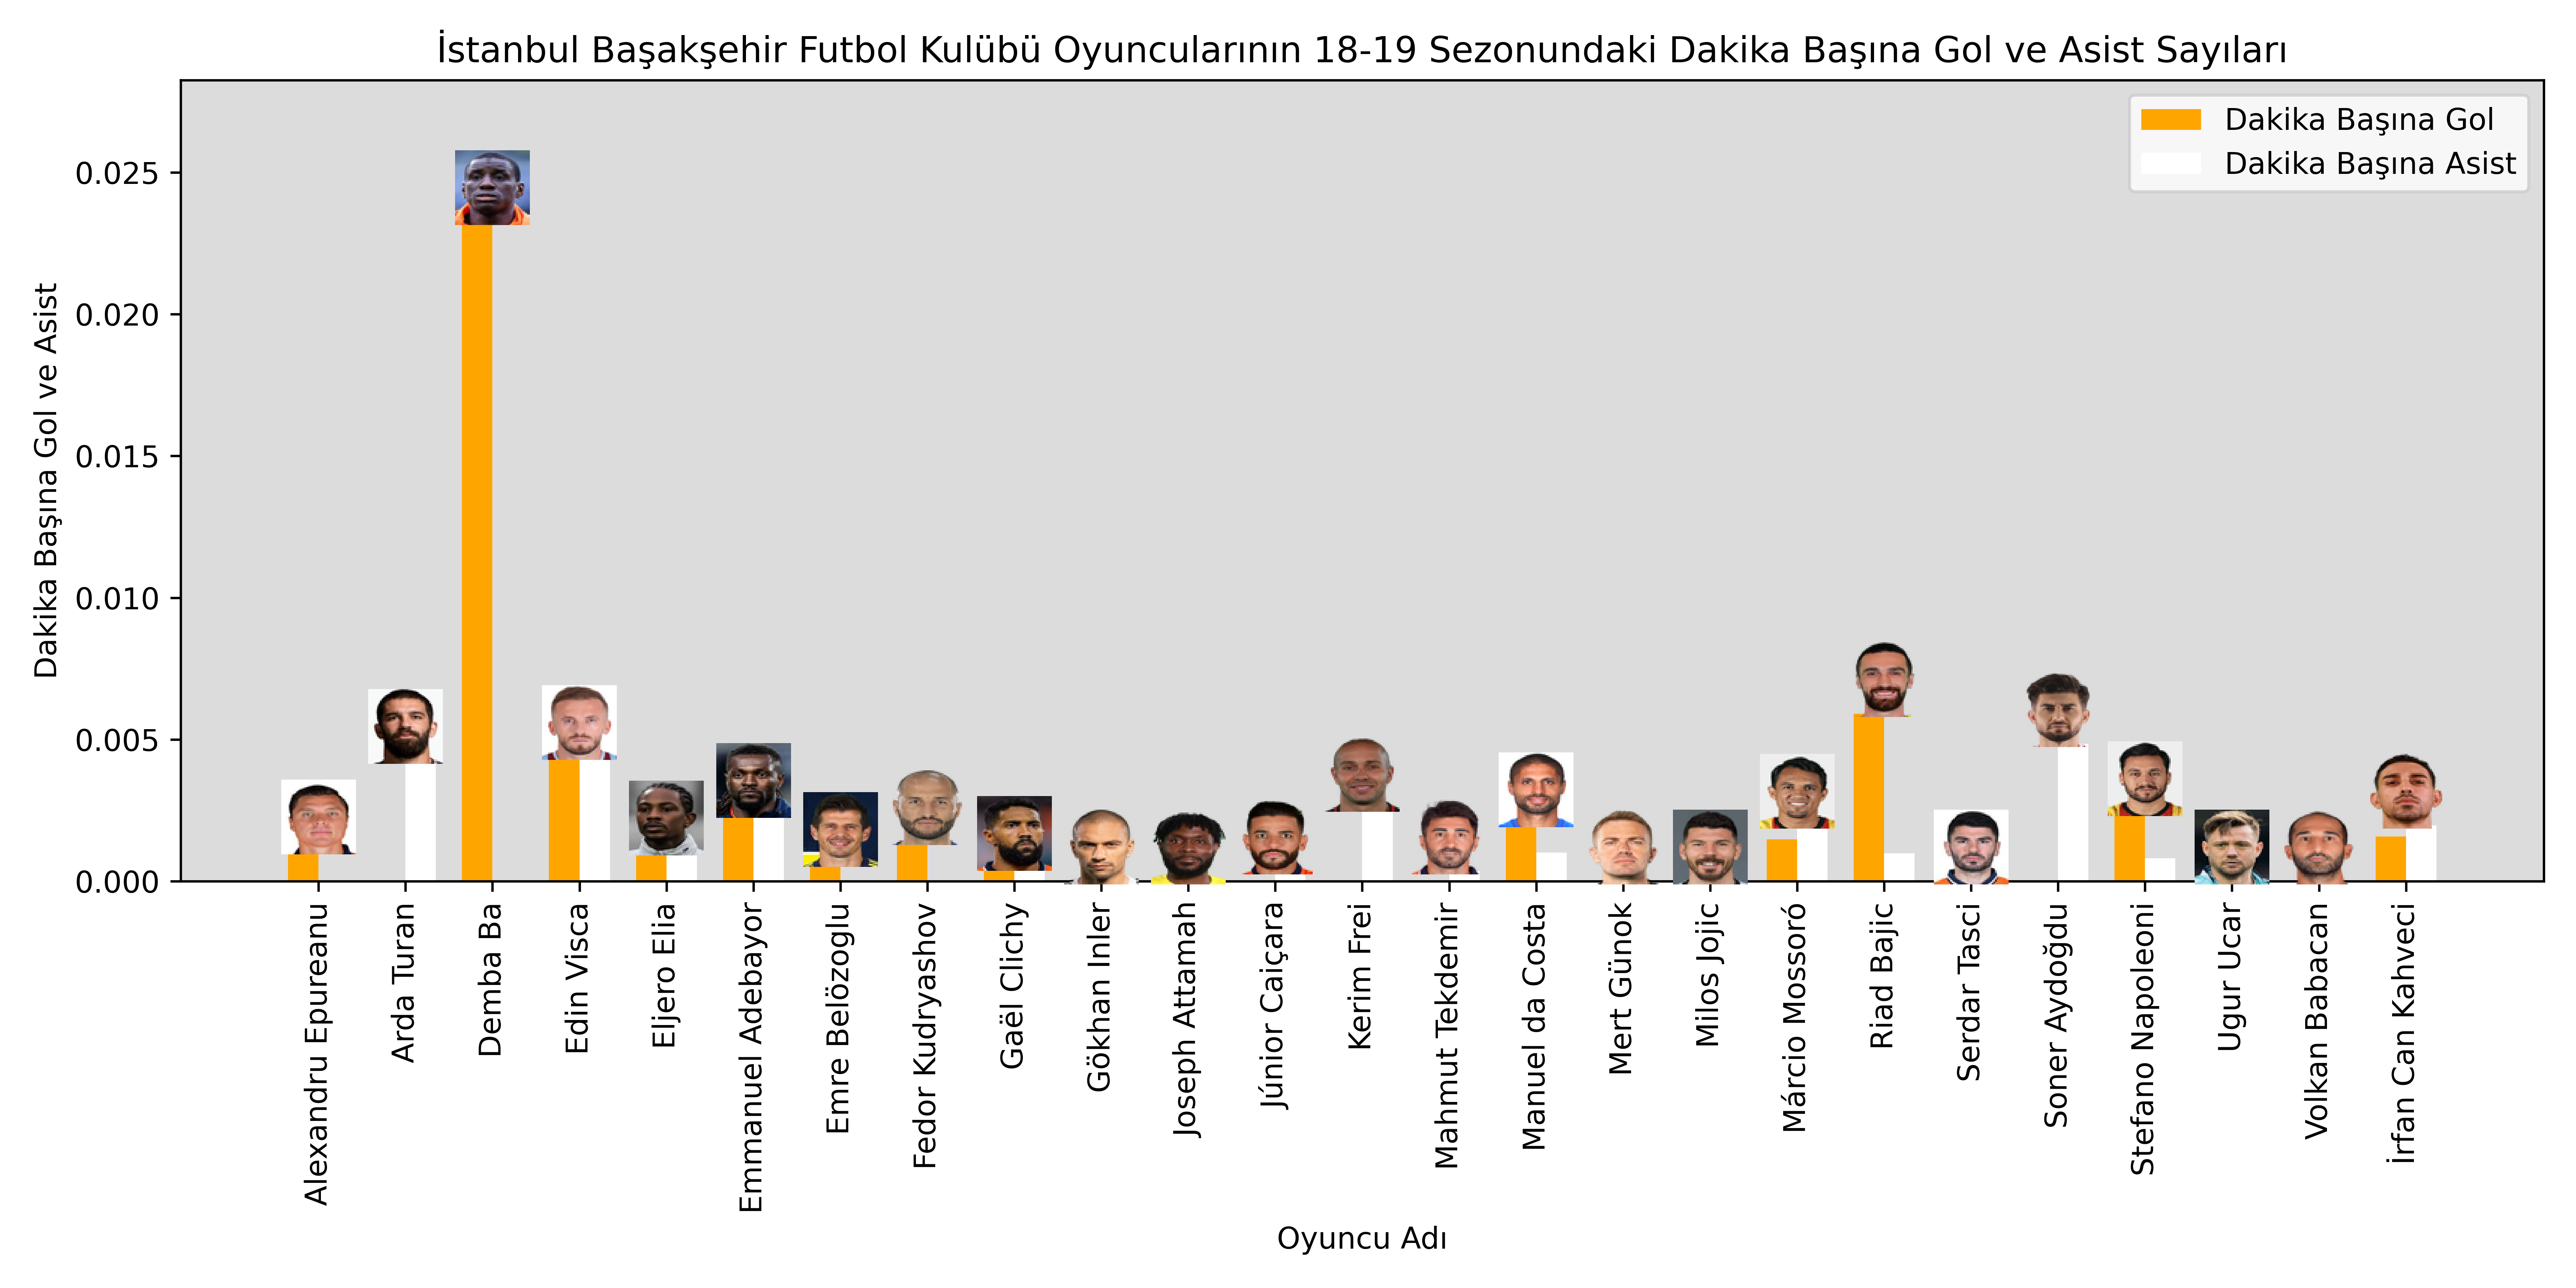 İstanbul Başakşehir Futbol Kulübü Oyuncularının 18-19 Sezonundaki Dakika Başına Gol ve Asist Sayıları
Dakika Başına Gol
Dakika Başına Asist
Dakika Başına Gol ve Asist
0.025
0.020
0.015
0.010
0.005
0.000
Alexandru Epureanu
Arda Turan
Demba Ba
Edin Visca
Eljero Elia
Emmanuel Adebayor
Emre Belözoglu
Fedor Kudryashov
Gaël Clichy
Gökhan Inler
Joseph Attamah
Júnior Caiçara
Kerim Frei
Mahmut Tekdemir
Manuel da Costa
Mert Günok
Milos Jojic
Márcio Mossoró
Riad Bajic
Serdar Tasci
Soner Aydoğdu
Stefano Napoleoni
Ugur Ucar
Volkan Babacan
İrfan Can Kahveci
Oyuncu Adı